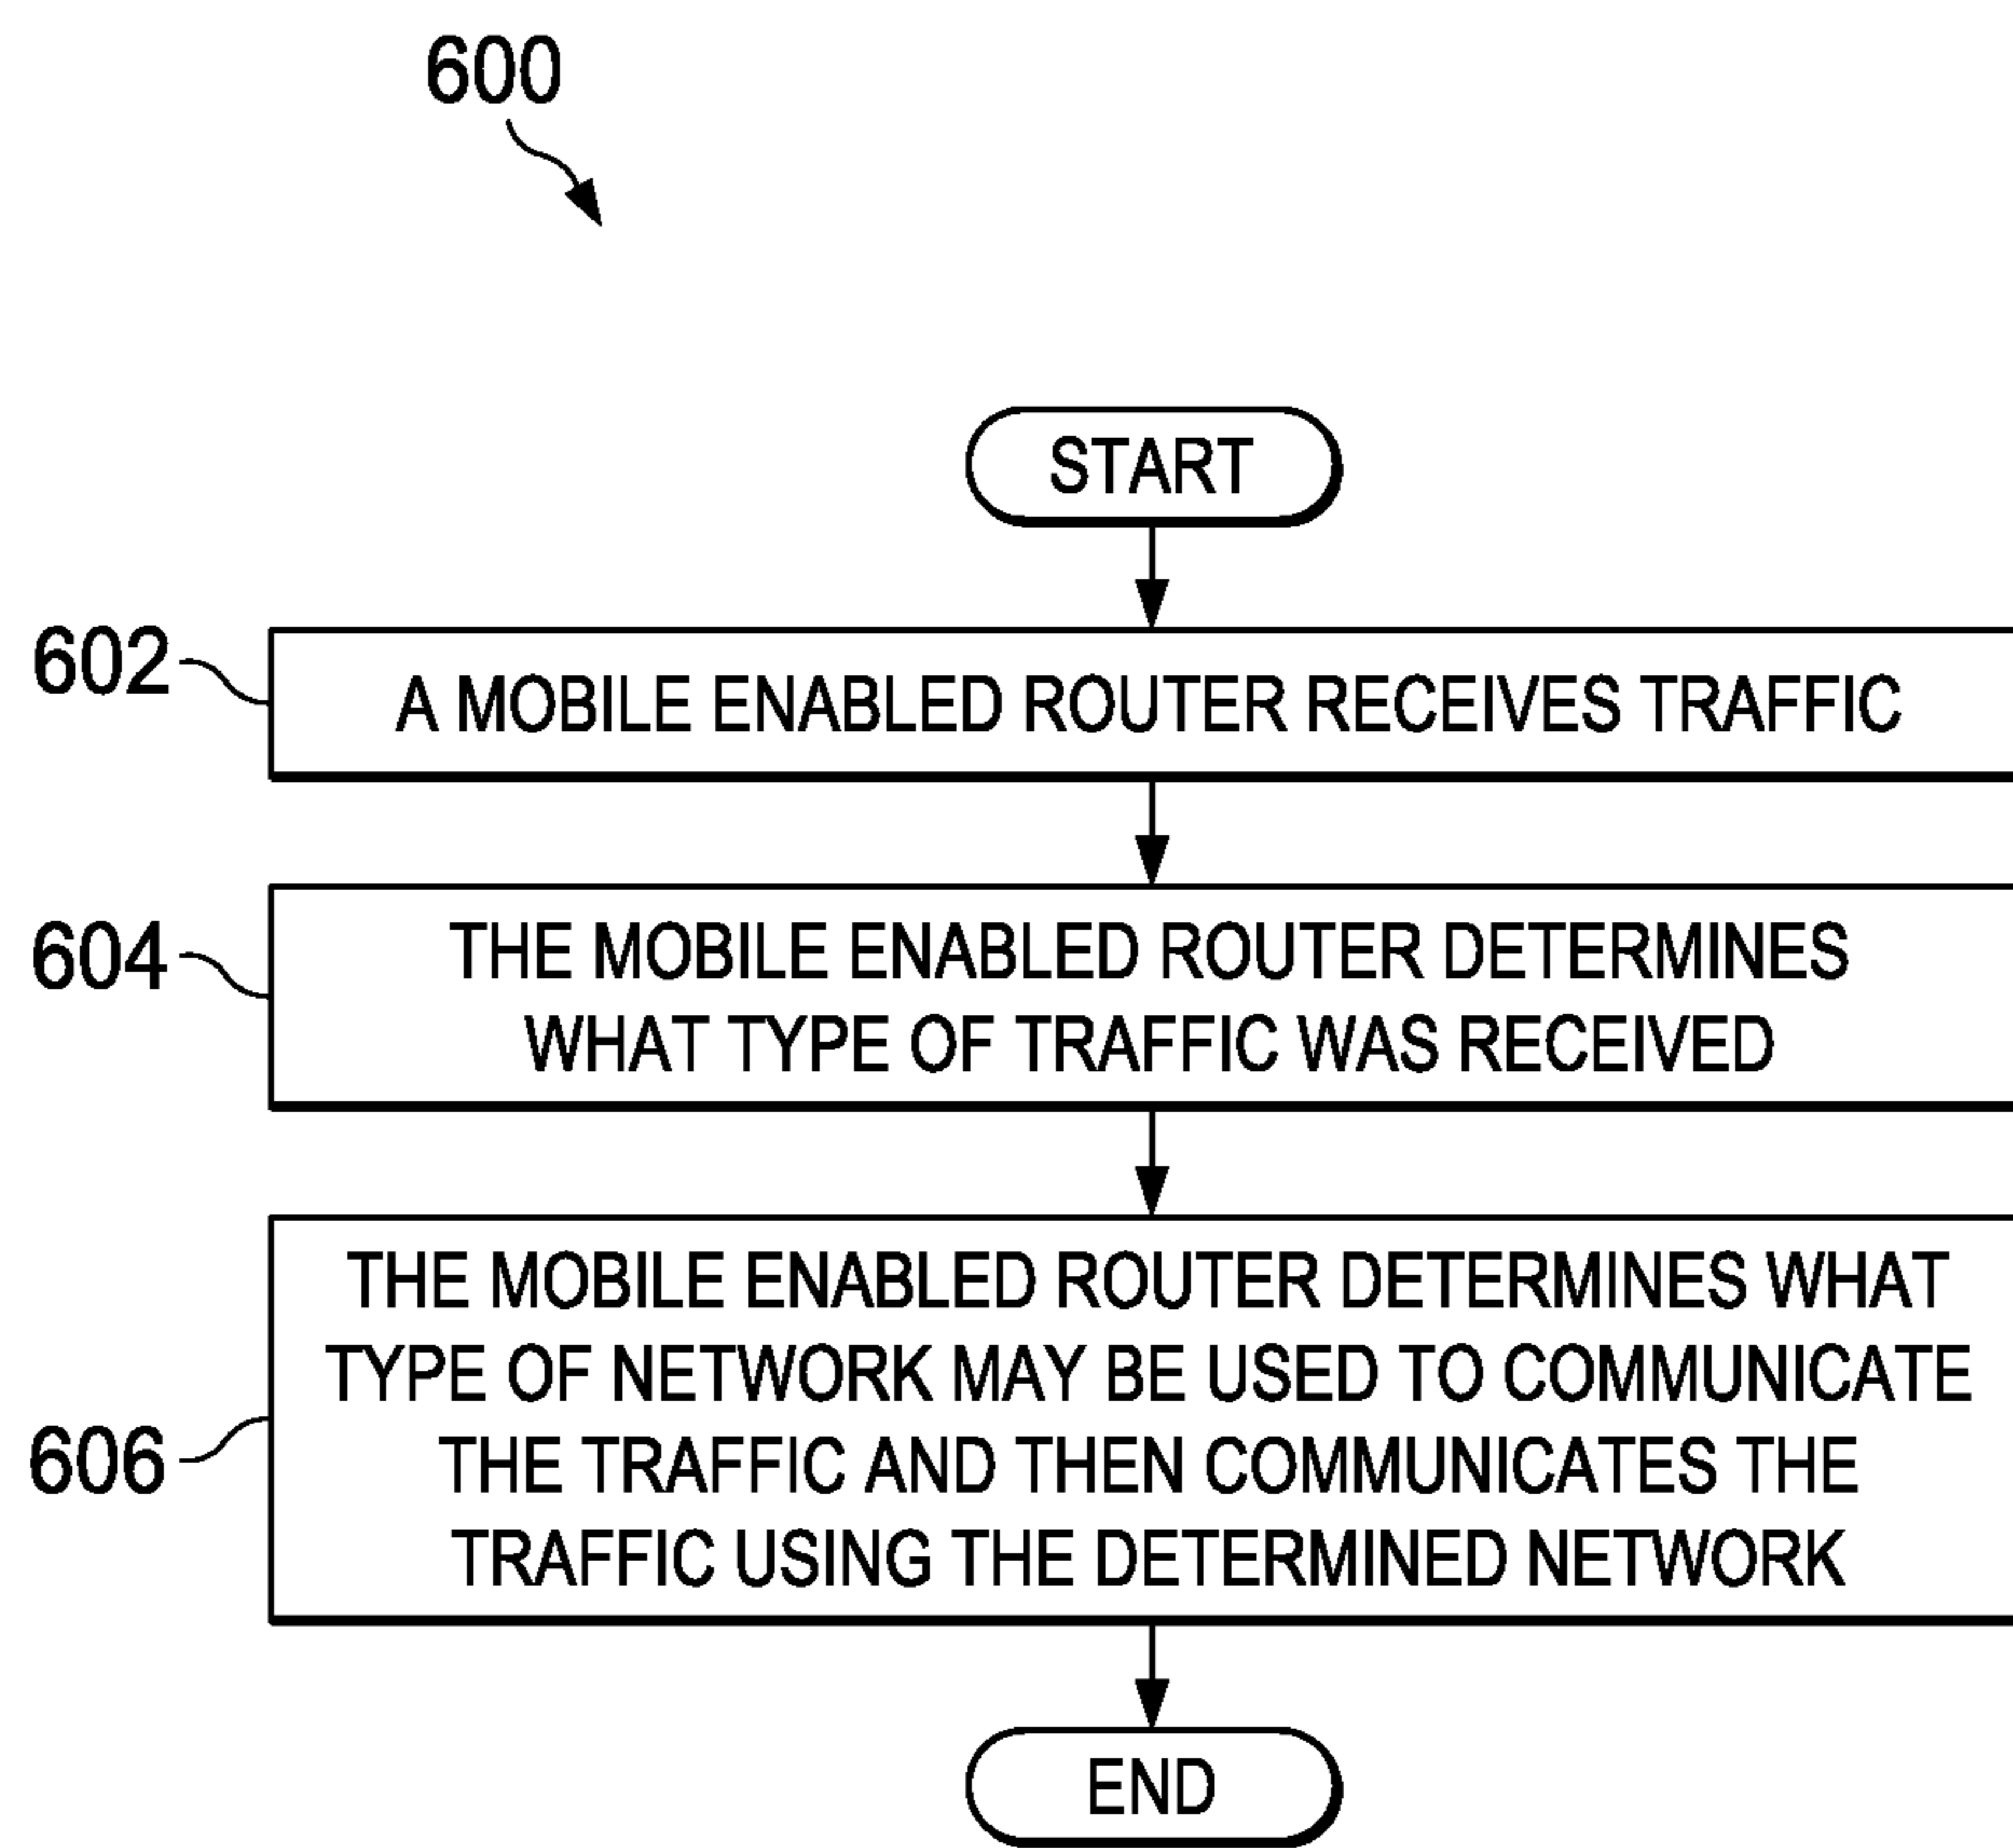 600
START
602
A MOBILE ENABLED ROUTER RECEIVES TRAFFIC
604
THE MOBILE ENABLED ROUTER DETERMINES
WHAT TYPE OF TRAFFIC WAS RECEIVED
THE MOBILE ENABLED ROUTER DETERMINES WHAT
TYPE OF NETWORK MAY BE USED TO COMMUNICATE
606
THE TRAFFIC AND THEN COMMUNICATES THE
TRAFFIC USING THE DETERMINED NETWORK
END